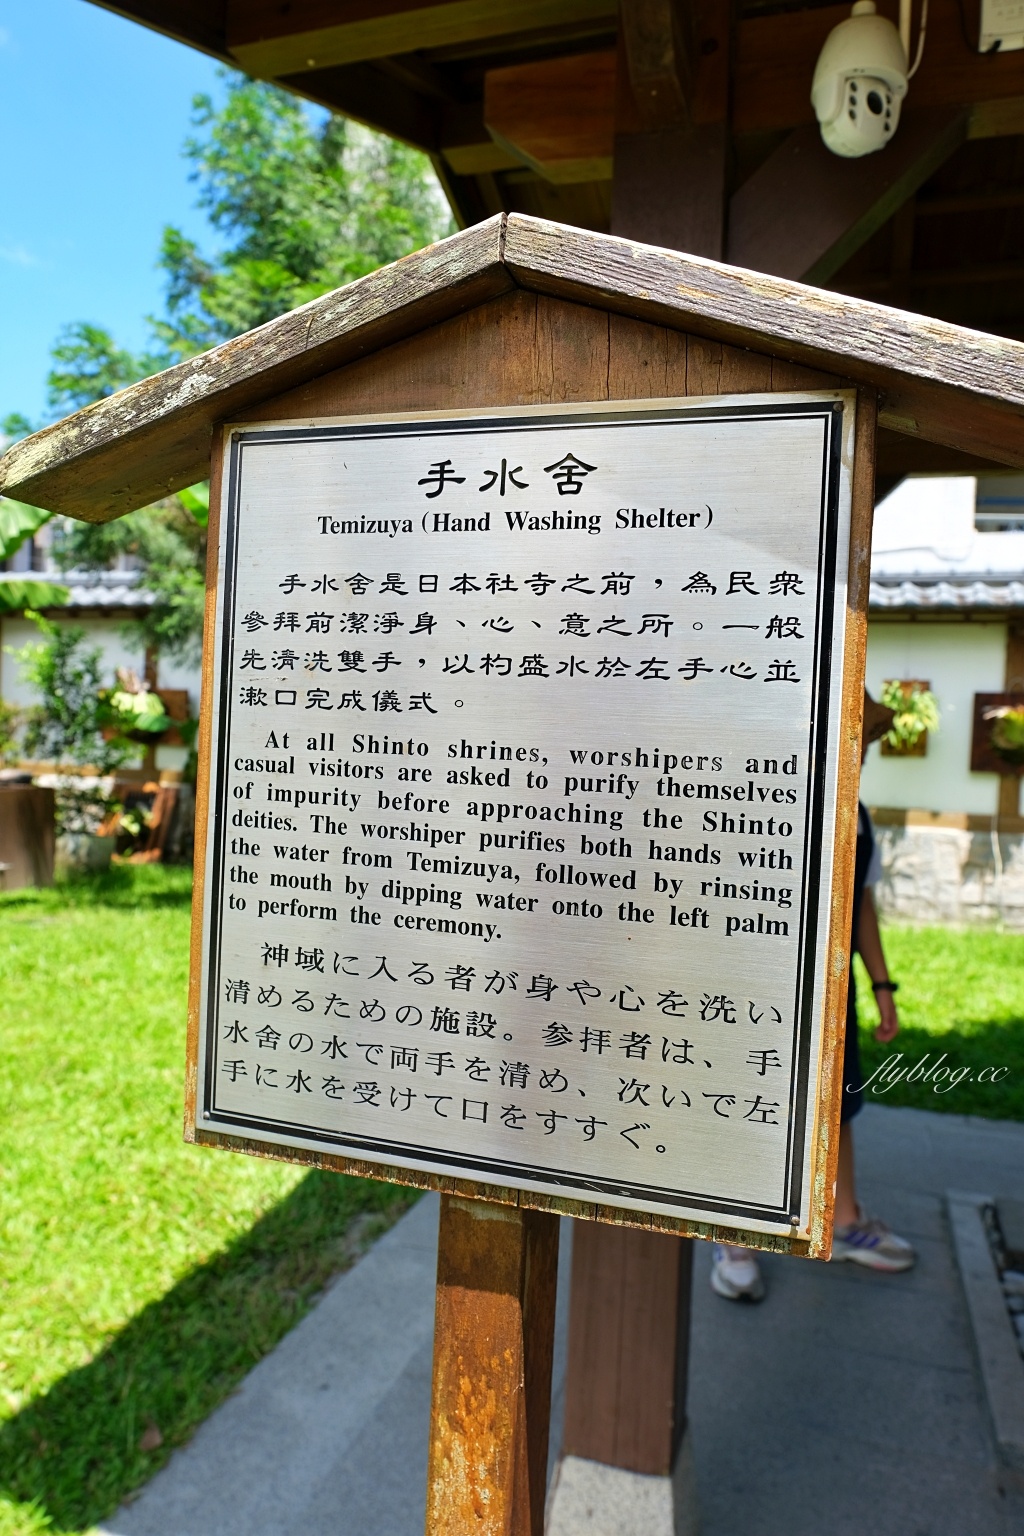 手水舍
Temizuya (Hand Washing Shelter)
手水舍是日本社寺之前，為民眾
參拜前潔淨身、心、意之所。一般
先清洗雙手，以杓盛水於左手心並
漱口完成儀式。
At all Shinto shrines, worshipers and
casual visitors are asked to purify themselves
of impurity before approaching the Shinto
deities. The worshiper purifies both hands with
the water from Temizuya, followed by rinsing
the mouth by dipping water onto the left palm
to perform the ceremony.
神域に入る者が身や心を洗い
清めるための施設。参拝者は、手
水舎の水で両手を清め、次いで左
手に水を受けて口をすすぐ。
flyblog.cc